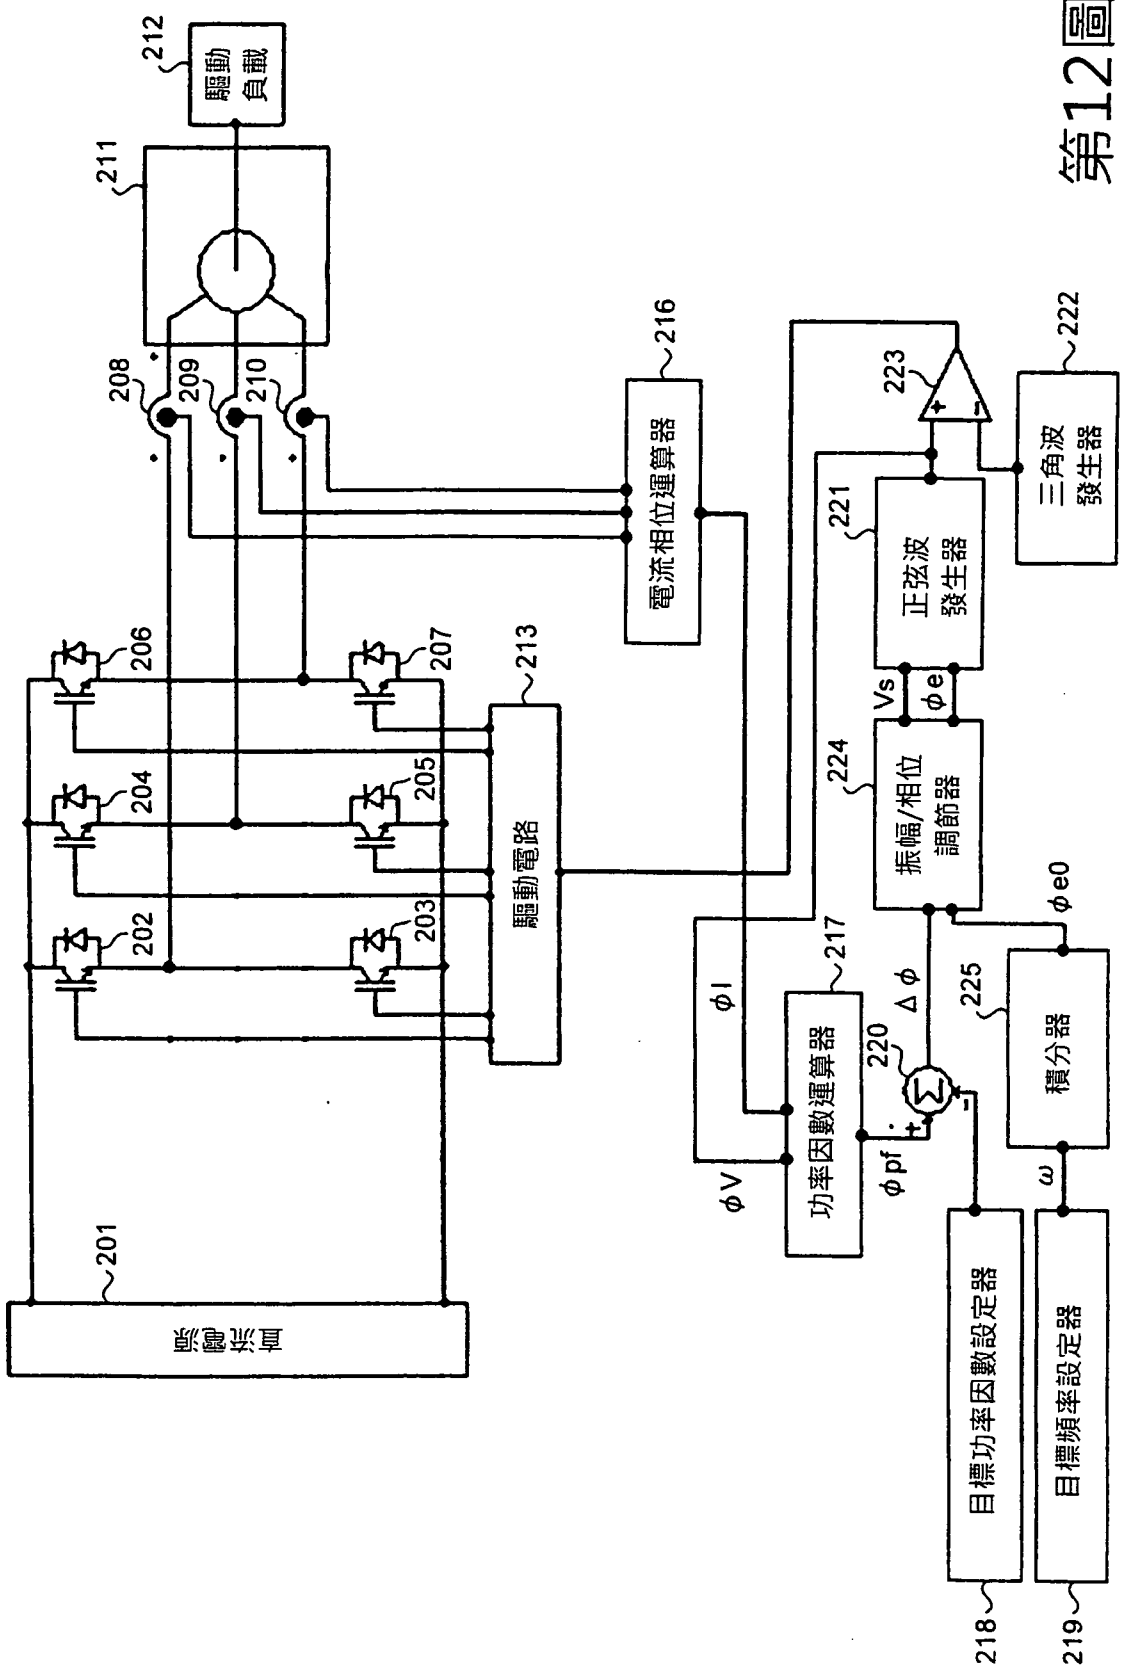 201
直流電源
202
203
204
205
206
207
208
209
210
211
212
驅動
負載
213
驅動電路
216
電流相位運算器
ϕI
ϕV
217
功率因數運算器
ϕpf
+
-
220
Σ
Δϕ
218
目標功率因數設定器
219
目標頻率設定器
ω
225
積分器
ϕe0
224
振幅/相位
調節器
Vs
ϕe
221
正弦波
發生器
222
三角波
發生器
223
+
-
第12圖